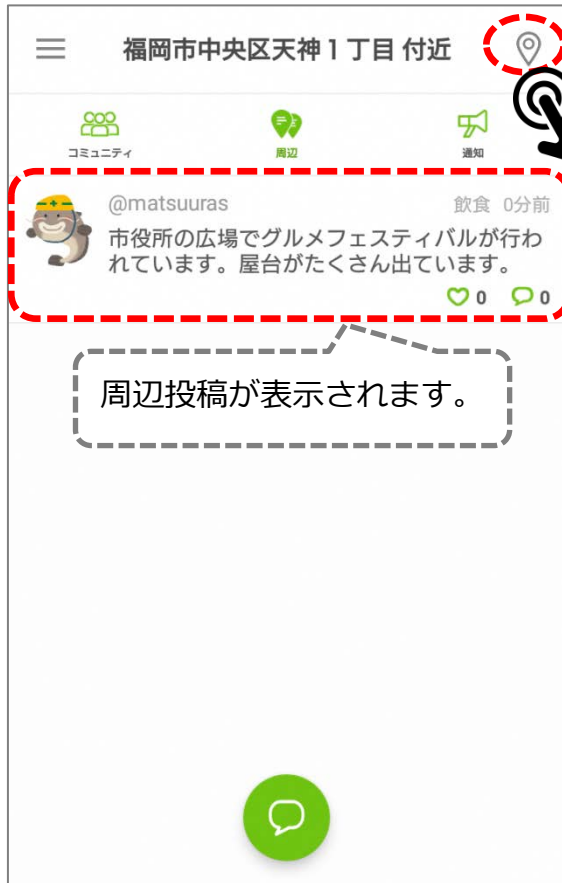 福岡市中央区天神1丁目 付近
コミュニティ
周辺
通知
@matsuuras
飲食 0分前
市役所の広場でグルメフェスティバルが行わ
れています。屋台がたくさん出ています。
0 0
周辺投稿が表示されます。